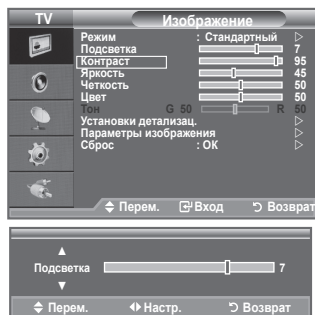 TV
Изображение
Режим : Стандартный
Подсветка 7
Контраст 95
Яркость 45
Четкость 50
Цвет 50
Тон G 50 R 50
Установки детализац.
Параметры изображения
Сброс : ОК
Перем. Вход Возврат
Подсветка 7
Перем. Настр. Возврат